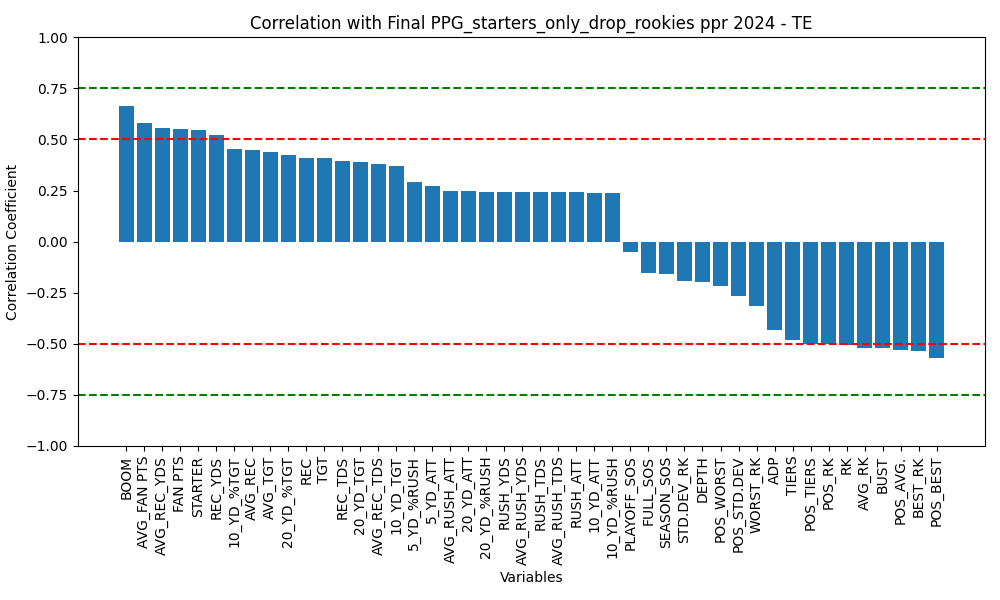 Correlation with Final PPG_starters_only_drop_rookies ppr 2024 - TE
1.00
0.75
0.50
0.25
0.00
−0.25
−0.50
−0.75
−1.00
Correlation Coefficient
BOOM
AVG_FAN PTS
AVG_REC_YDS
FAN PTS
STARTER
REC_YDS
10_YD_%TGT
AVG_REC
AVG_TGT
20_YD_%TGT
REC
TGT
REC_TDS
20_YD_TGT
AVG_REC_TDS
10_YD_TGT
5_YD_%RUSH
5_YD_ATT
AVG_RUSH_ATT
20_YD_ATT
20_YD_%RUSH
RUSH_YDS
AVG_RUSH_YDS
RUSH_TDS
AVG_RUSH_TDS
RUSH_ATT
10_YD_ATT
10_YD_%RUSH
PLAYOFF_SOS
FULL_SOS
SEASON_SOS
STD.DEV_RK
DEPTH
POS_WORST
POS_STD.DEV
WORST_RK
ADP
TIERS
POS_TIERS
POS_RK
RK
AVG_RK
BUST
POS_AVG.
BEST_RK
POS_BEST
Variables